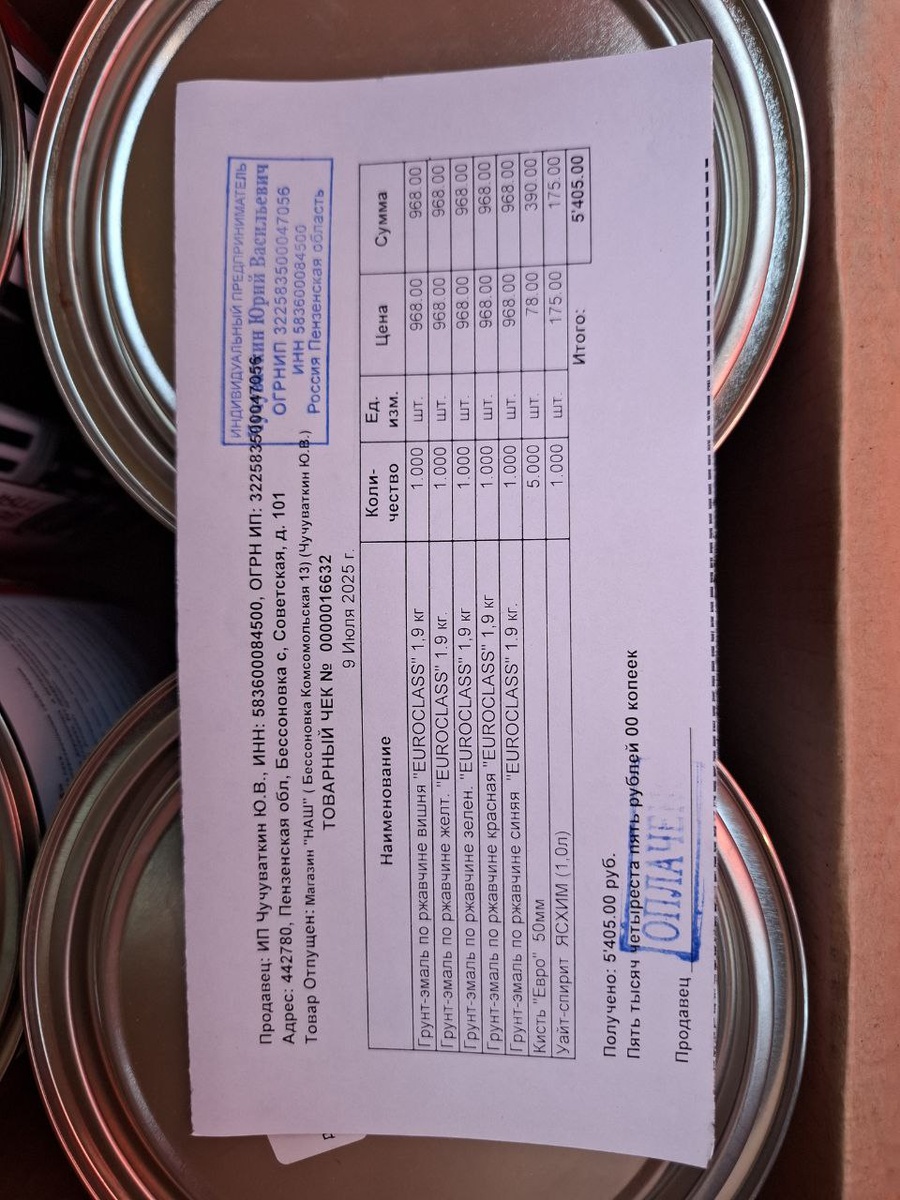 ИНДИВИДУАЛЬНЫЙ ПРЕДПРИНИМАТЕЛЬ
Юрий Васильевич
ОГРНИП 322583500047056
ИНН 583600084500
Россия Пензенская область
Продавец: ИП Чучуваткин Ю.В., ИНН: 583600084500, ОГРН ИП: 322583500047056
Адрес: 442780, Пензенская обл, Бессоновка с, Советская, д. 101
Товар Отпущен: Магазин "НАШ" ( Бессоновка Комсомольская 13) (Чучуваткин Ю.В.)
ТОВАРНЫЙ ЧЕК № 0000016632
9 Июля 2025 г.
Наименование Коли-чество Ед. изм. Цена Сумма
Грунт-эмаль по ржавчине вишня "EUROCLASS" 1,9 кг 1.000 шт. 968.00 968.00
Грунт-эмаль по ржавчине желт. "EUROCLASS" 1.9 кг. 1.000 шт. 968.00 968.00
Грунт-эмаль по ржавчине зелен. "EUROCLASS" 1,9 кг 1.000 шт. 968.00 968.00
Грунт-эмаль по ржавчине красная "EUROCLASS" 1,9 кг 1.000 шт. 968.00 968.00
Грунт-эмаль по ржавчине синяя "EUROCLASS" 1.9 кг. 1.000 шт. 968.00 968.00
Кисть "Евро" 50мм 5.000 шт. 78.00 390.00
Уайт-спирит ЯСХИМ (1,0л) 1.000 шт. 175.00 175.00
Итого: 5'405.00
Получено: 5'405.00 руб.
Пять тысяч четыреста пять рублей 00 копеек
ОПЛАЧЕН
Продавец